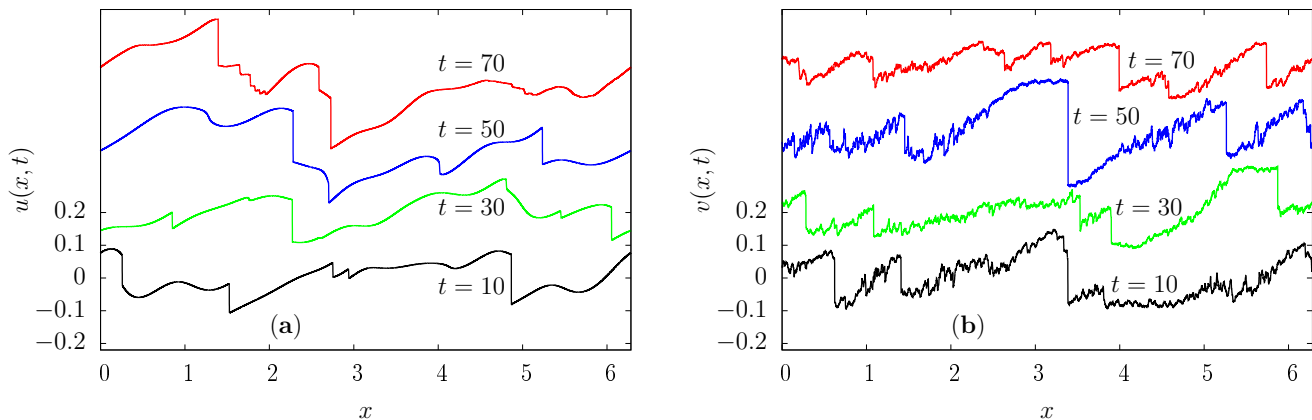 u(x, t)
t = 70
t = 50
t = 30
t = 10
0.2
0.1
0
−0.1
−0.2
(a)
0 1 2 3 4 5 6
x
v(x, t)
t = 70
t = 50
t = 30
t = 10
0.2
0.1
0
−0.1
−0.2
(b)
0 1 2 3 4 5 6
x